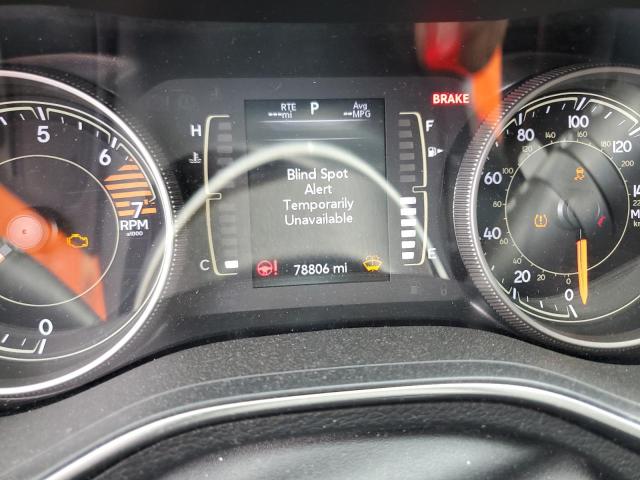 RTE
---mi
P
Avg
--MPG
BRAKE
H
F
Blind Spot
Alert
Temporarily
Unavailable
C
E
78806 mi
5
6
7
RPM
x1000
0
0
20
40
60
80
100
120